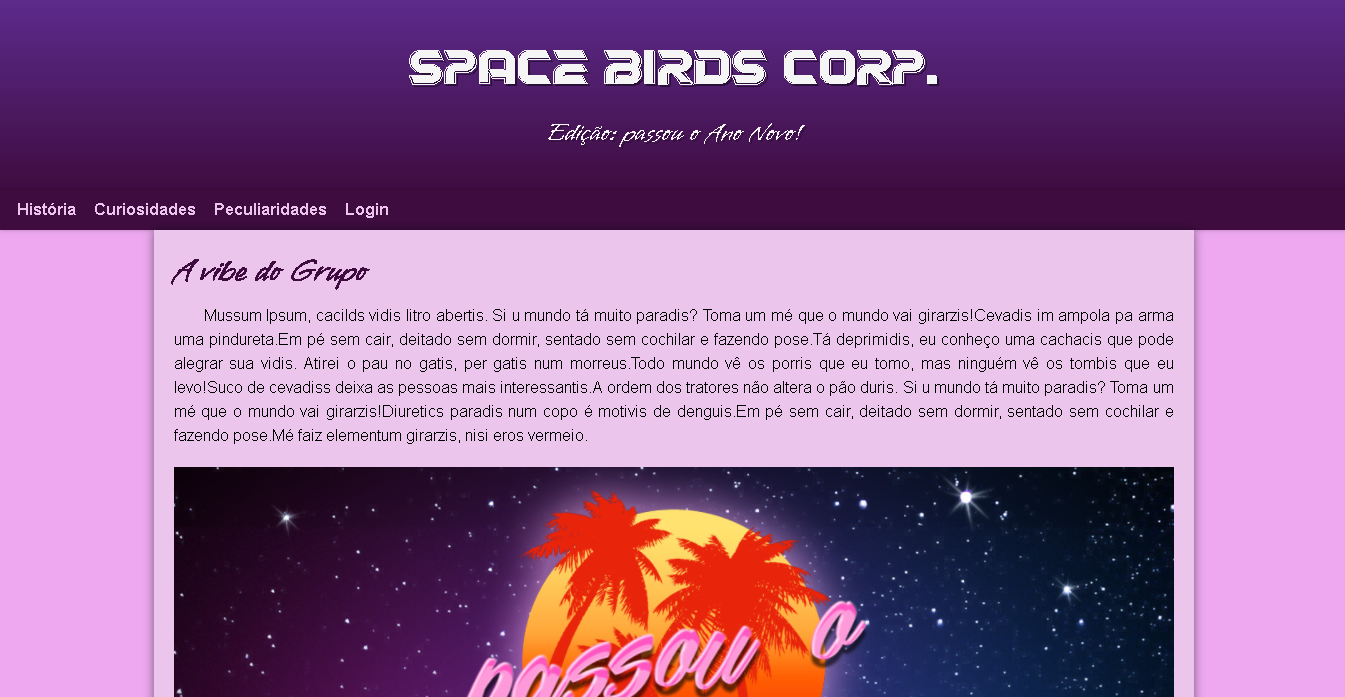 SPACE BIRDS CORP.
Edição: passou o Ano Novo!
História Curiosidades Peculiaridades Login
A vibe do Grupo
Mussum Ipsum, cacilds vidis litro abertis. Si u mundo tá muito paradis? Toma um mé que o mundo vai girarzis!Cevadis im ampola pa arma
uma pindureta.Em pé sem cair, deitado sem dormir, sentado sem cochilar e fazendo pose.Tá deprimidis, eu conheço uma cachacis que pode
alegrar sua vidis. Atirei o pau no gatis, per gatis num morreus.Todo mundo vê os porris que eu tomo, mas ninguém vê os tombis que eu
levo!Suco de cevadiss deixa as pessoas mais interessantis.A ordem dos tratores não altera o pão duris. Si u mundo tá muito paradis? Toma um
mé que o mundo vai girarzis!Diuretics paradis num copo é motivis de denguis.Em pé sem cair, deitado sem dormir, sentado sem cochilar e
fazendo pose.Mé faiz elementum girarzis, nisi eros vermeio.
passou o